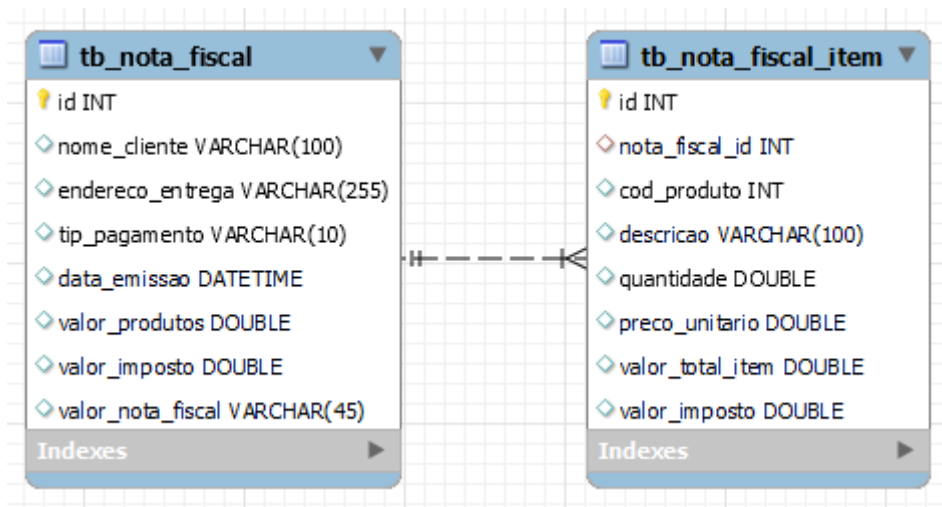 tb_nota_fiscal
id INT
nome_cliente VARCHAR(100)
endereco_entrega VARCHAR(255)
tip_pagamento VARCHAR(10)
data_emissao DATETIME
valor_produtos DOUBLE
valor_imposto DOUBLE
valor_nota_fiscal VARCHAR(45)
Indexes
tb_nota_fiscal_item
id INT
nota_fiscal_id INT
cod_produto INT
descricao VARCHAR(100)
quantidade DOUBLE
preco_unitario DOUBLE
valor_total_item DOUBLE
valor_imposto DOUBLE
Indexes